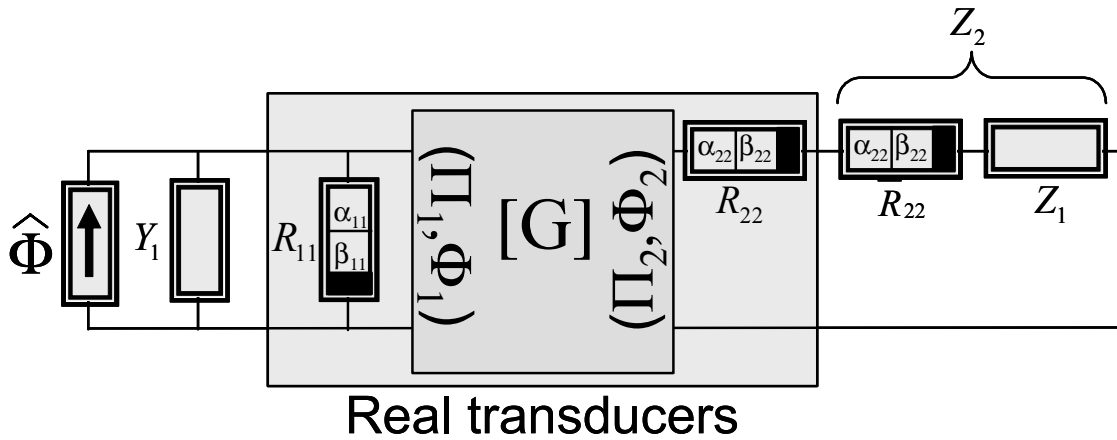 Z₂
α₂₂ β₂₂
α₂₂ β₂₂
R₂₂
R₂₂
Z₁
Φ̂
Y₁
R₁₁
α₁₁
β₁₁
(Π₁,Φ₁)
[G]
(Π₂,Φ₂)
Real transducers